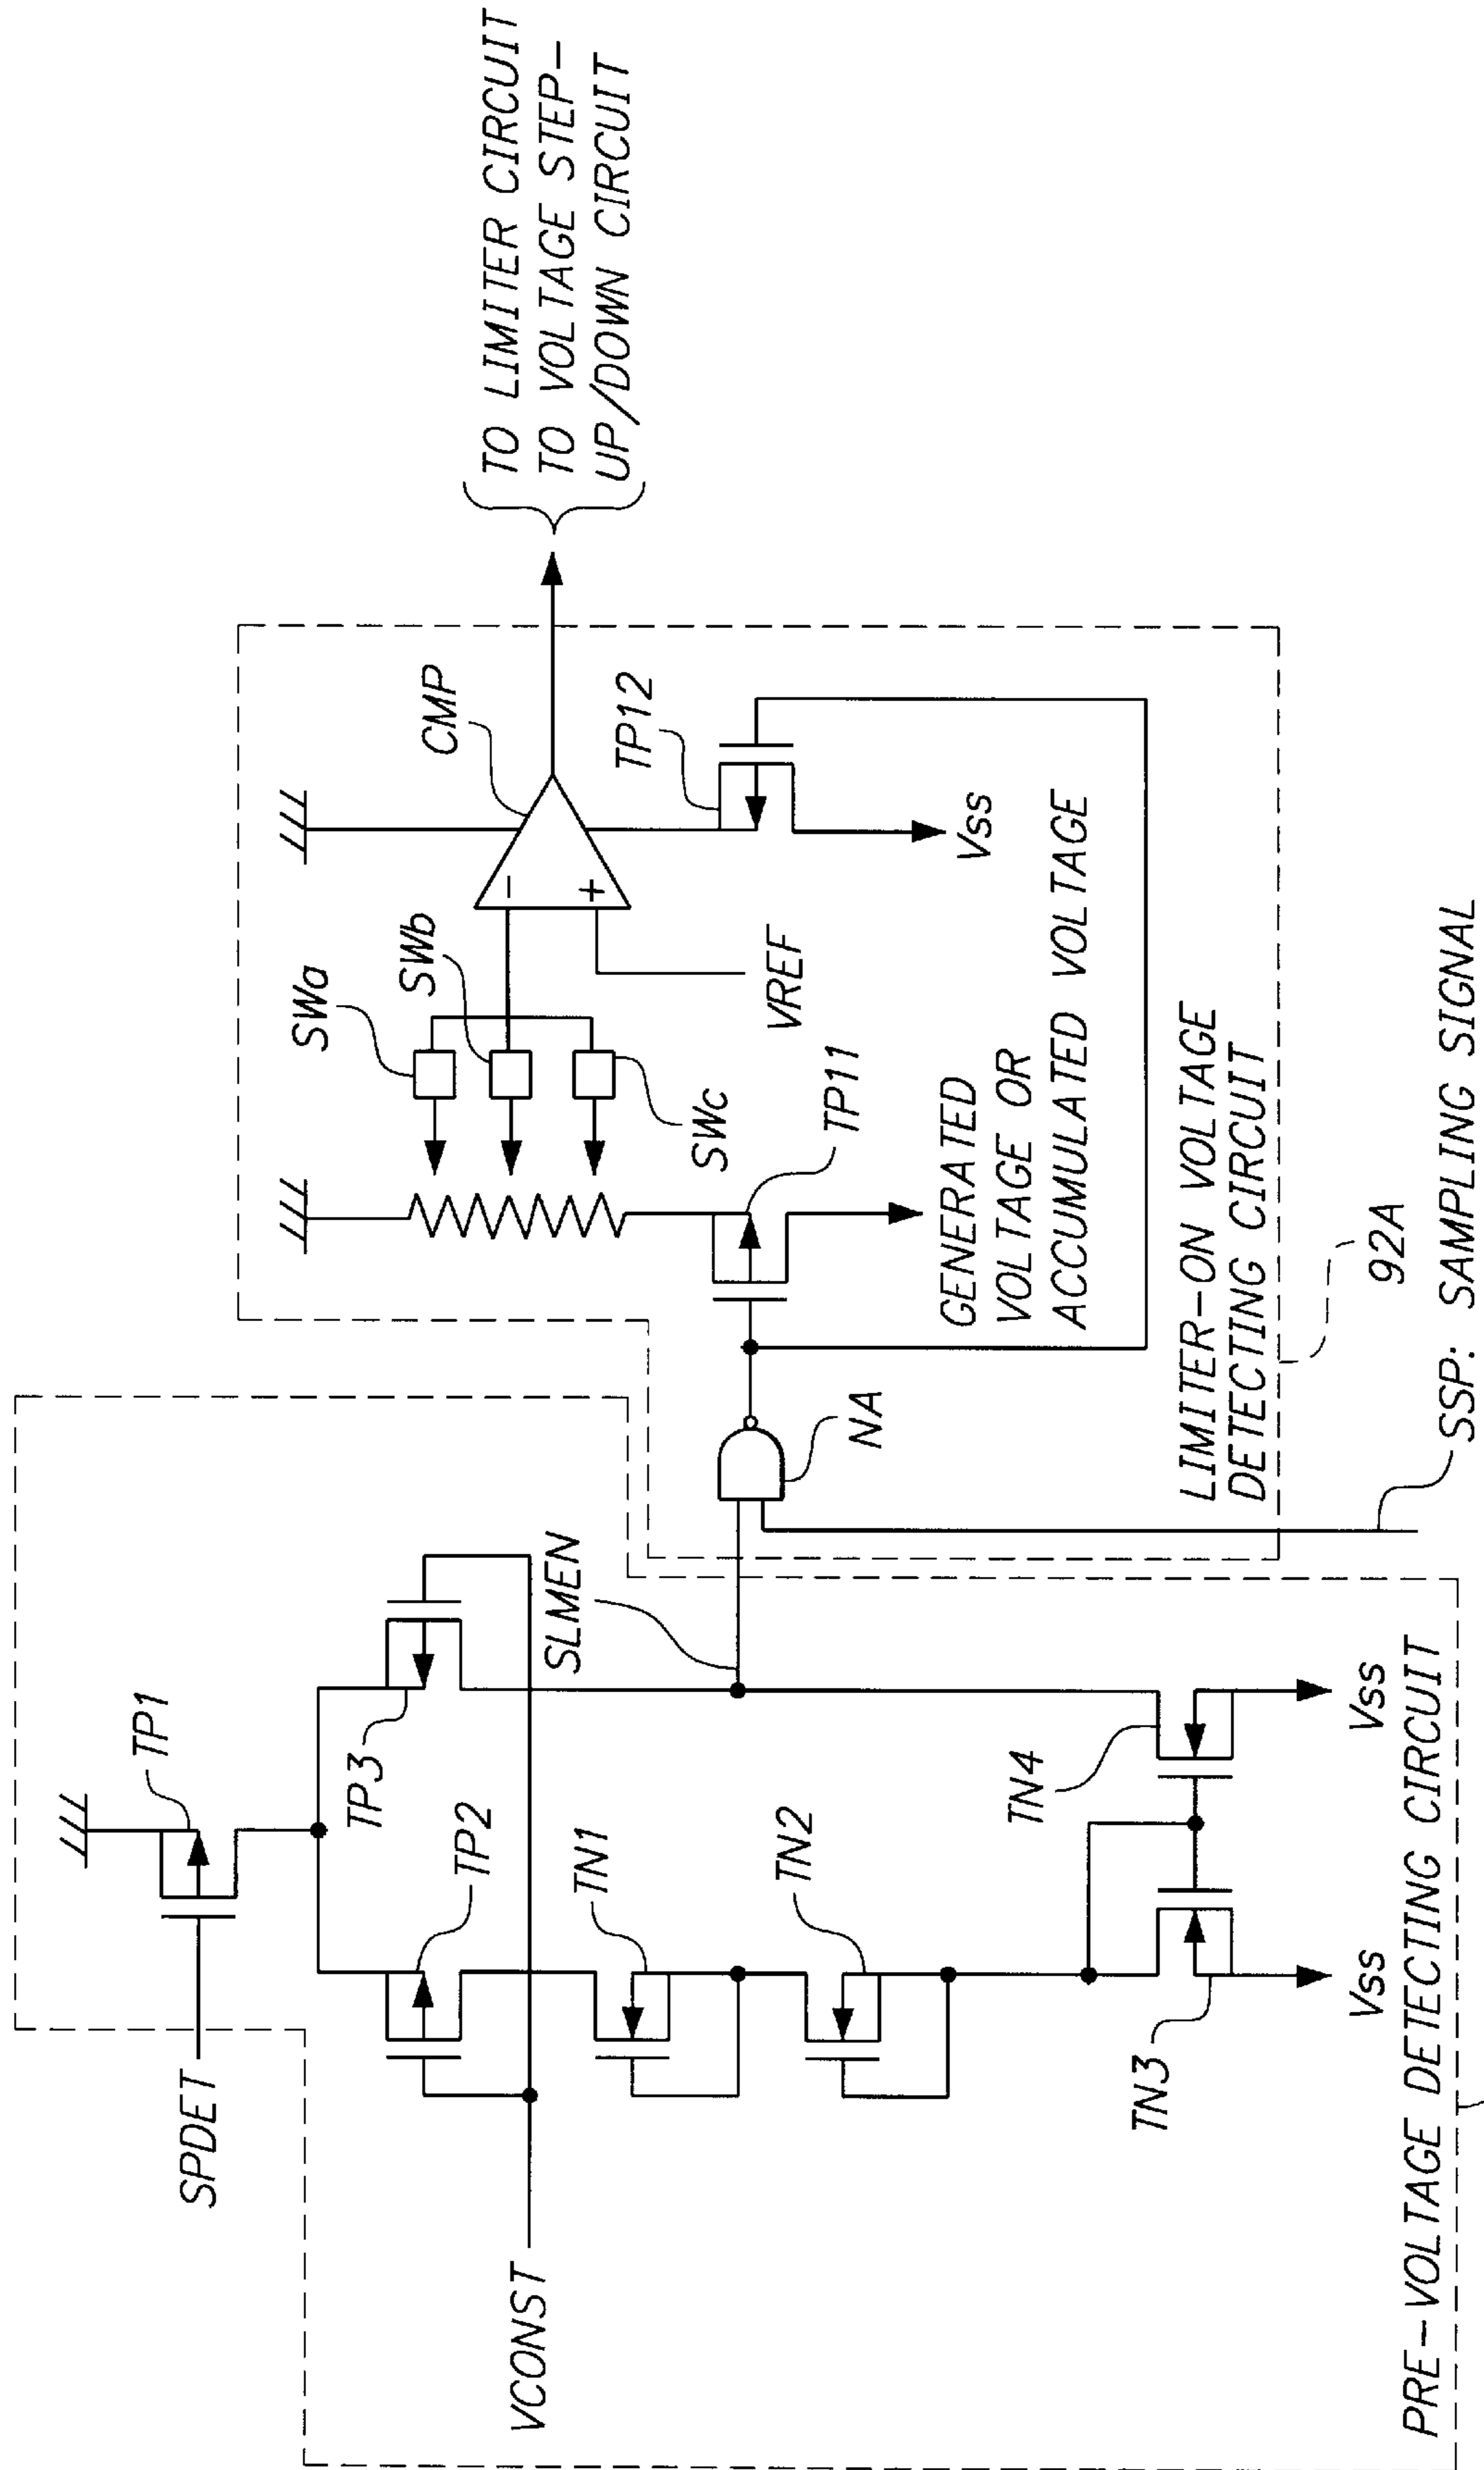 SPDET
TP1
VCONST
TP2
TP3
TN1
TN2
TN3
TN4
SLMEN
Vss
Vss
PRE-VOLTAGE DETECTING CIRCUIT
NA
SWa
SWb
SWc
CMP
-
+
VREF
TP11
TP12
Vss
GENERATED
VOLTAGE OR
ACCUMULATED VOLTAGE
LIMITER-ON VOLTAGE
DETECTING CIRCUIT
92A
SSP: SAMPLING SIGNAL
TO LIMITER CIRCUIT
TO VOLTAGE STEP-
UP/DOWN CIRCUIT